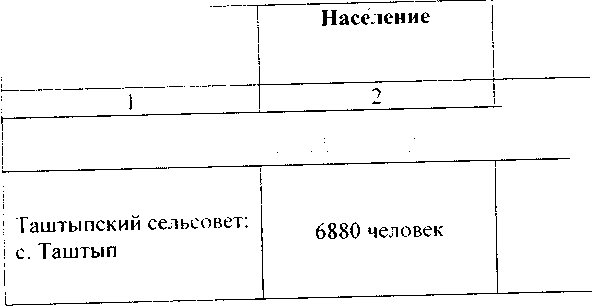 Население
1 2
Таштыпский сельсовет:
с. Таштып
6880 человек